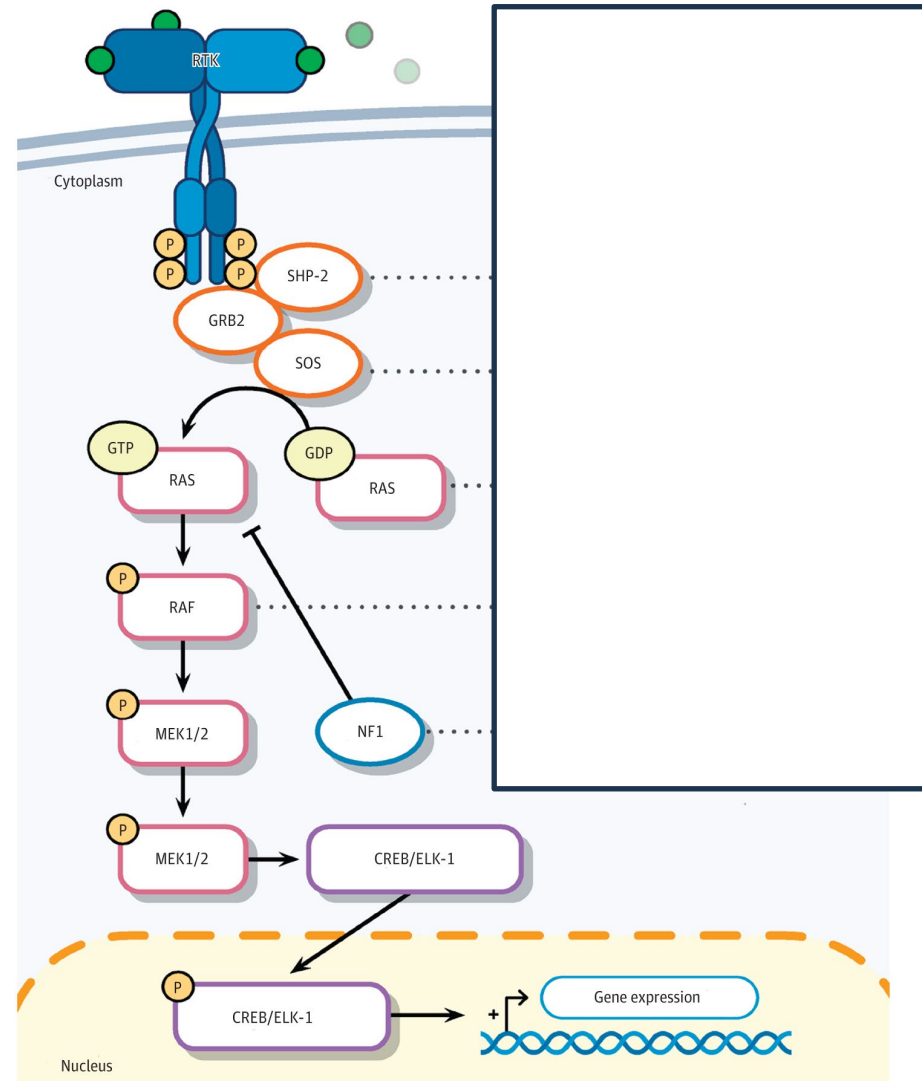 RTK
Cytoplasm
P
P
P
P
SHP-2
GRB2
SOS
GTP
GDP
RAS
RAS
P
RAF
P
MEK1/2
NF1
P
MEK1/2
CREB/ELK-1
P
CREB/ELK-1
+
Gene expression
Nucleus